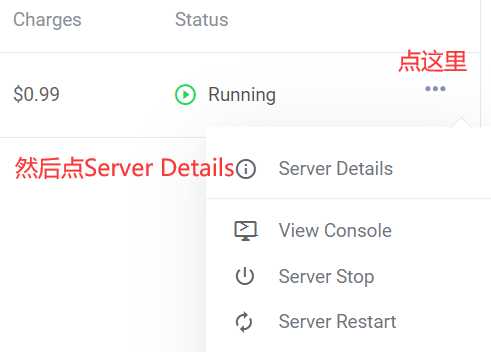 Charges Status
点这里
$0.99 Running
然后点Server Details
Server Details
View Console
Server Stop
Server Restart